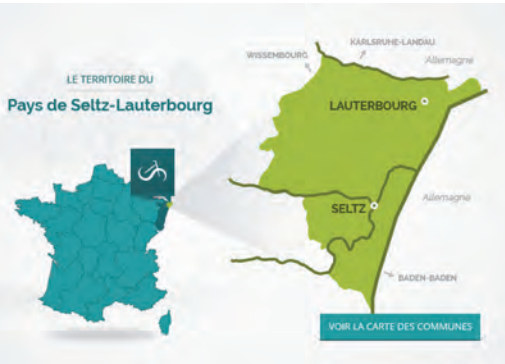 LE TERRITOIRE DU
Pays de Seltz-Lauterbourg
WISSEMBOURG
KARLSRUHE-LANDAU
Allemagne
LAUTERBOURG
Allemagne
SELTZ
BADEN-BADEN
VOIR LA CARTE DES COMMUNES